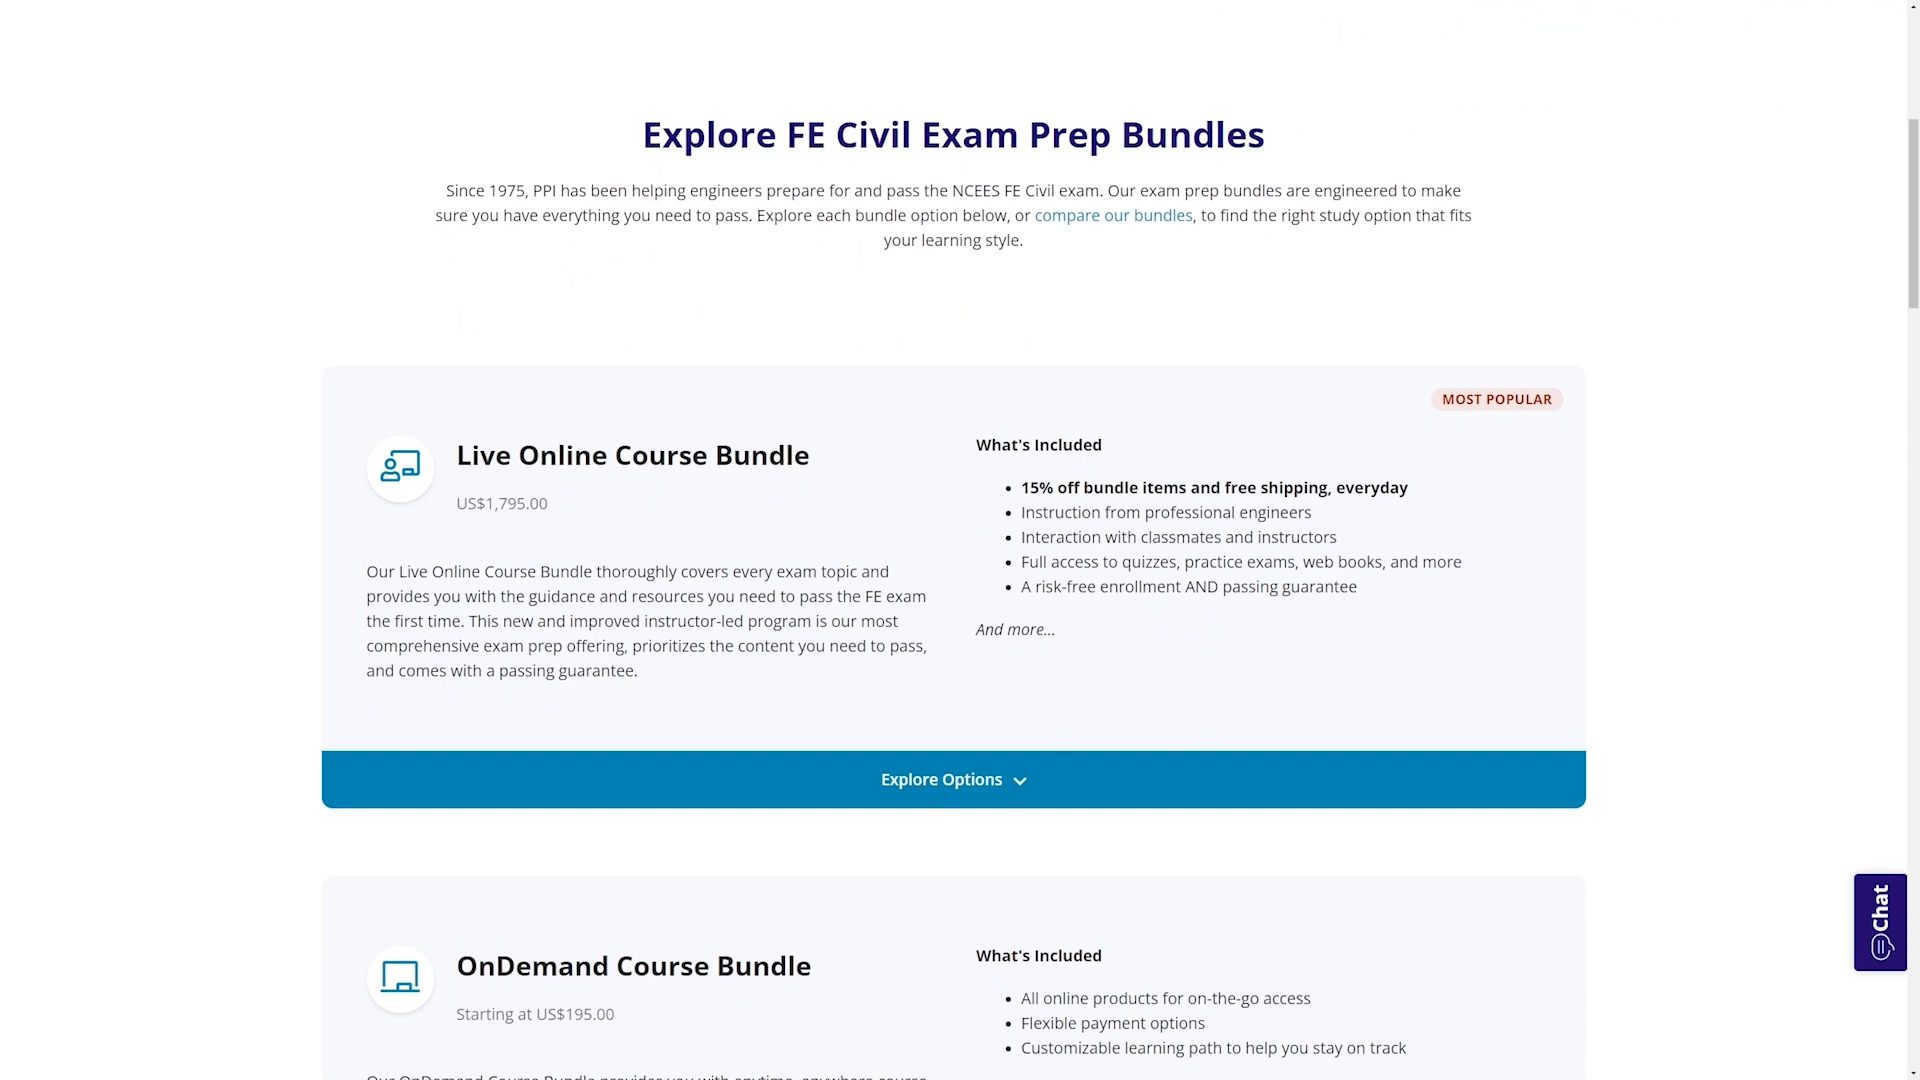 Explore FE Civil Exam Prep Bundles
Since 1975, PPI has been helping engineers prepare for and pass the NCEES FE Civil exam. Our exam prep bundles are engineered to make
sure you have everything you need to pass. Explore each bundle option below, or compare our bundles, to find the right study option that fits
your learning style.
MOST POPULAR
Live Online Course Bundle
US$1,795.00
Our Live Online Course Bundle thoroughly covers every exam topic and
provides you with the guidance and resources you need to pass the FE exam
the first time. This new and improved instructor-led program is our most
comprehensive exam prep offering, prioritizes the content you need to pass,
and comes with a passing guarantee.
What's Included
• 15% off bundle items and free shipping, everyday
• Instruction from professional engineers
• Interaction with classmates and instructors
• Full access to quizzes, practice exams, web books, and more
• A risk-free enrollment AND passing guarantee
And more...
Explore Options
Chat
OnDemand Course Bundle
Starting at US$195.00
Our OnDemand Course Bundle provides you with anytime, anywhere course
What's Included
• All online products for on-the-go access
• Flexible payment options
• Customizable learning path to help you stay on track